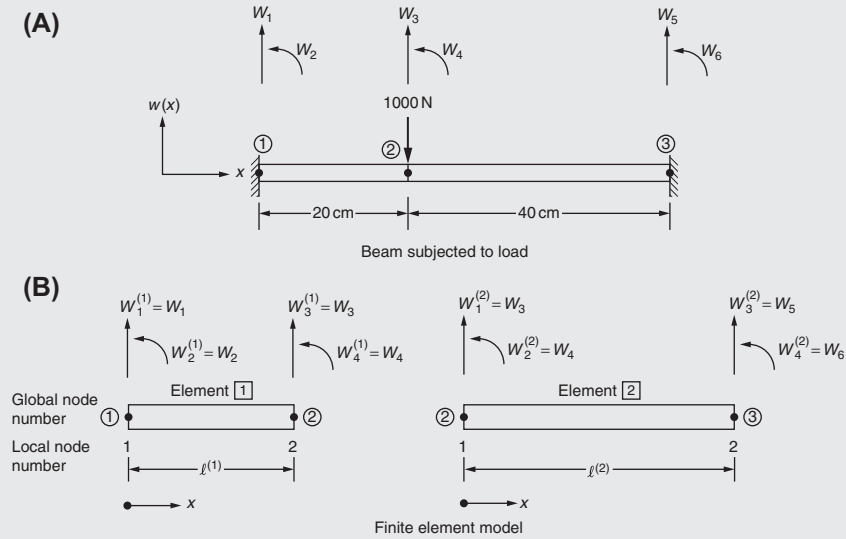 (A)
W₁ W₃ W₅
W₂ W₄ W₆
w(x)
1000 N
① ② ③
x
20 cm 40 cm
Beam subjected to load
(B)
W₁⁽¹⁾ = W₁ W₃⁽¹⁾ = W₃ W₁⁽²⁾ = W₃ W₃⁽²⁾ = W₅
W₂⁽¹⁾ = W₂ W₄⁽¹⁾ = W₄ W₂⁽²⁾ = W₄ W₄⁽²⁾ = W₆
Element 1 Element 2
Global node
number
① ② ② ③
Local node
number
1 2 1 2
ℓ⁽¹⁾ ℓ⁽²⁾
x x
Finite element model